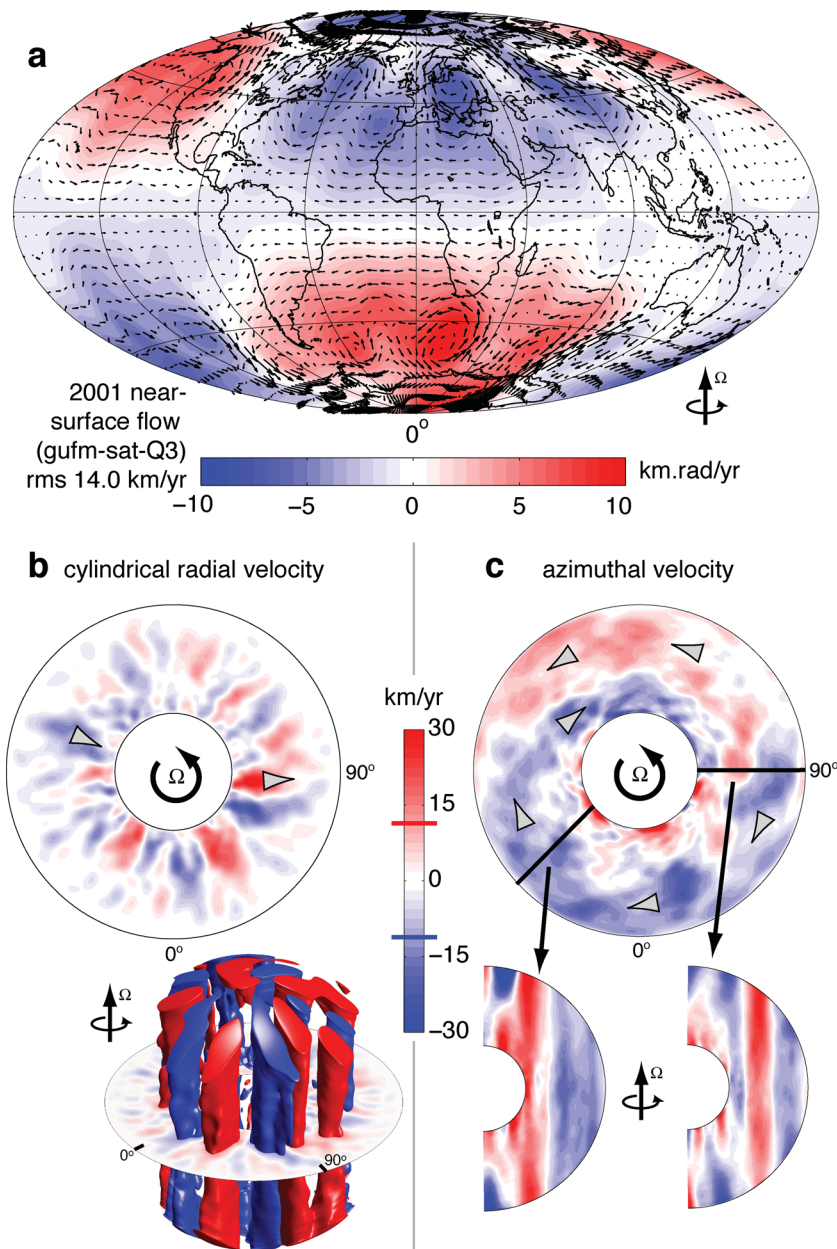 a
2001 near-
surface flow
(gufm-sat-Q3)
rms 14.0 km/yr
0°
Ω
−10 −5 0 5 10
km.rad/yr
b cylindrical radial velocity
c azimuthal velocity
Ω
90°
0°
km/yr
30
15
0
−15
−30
Ω
90°
0°
Ω
0°
90°
Ω